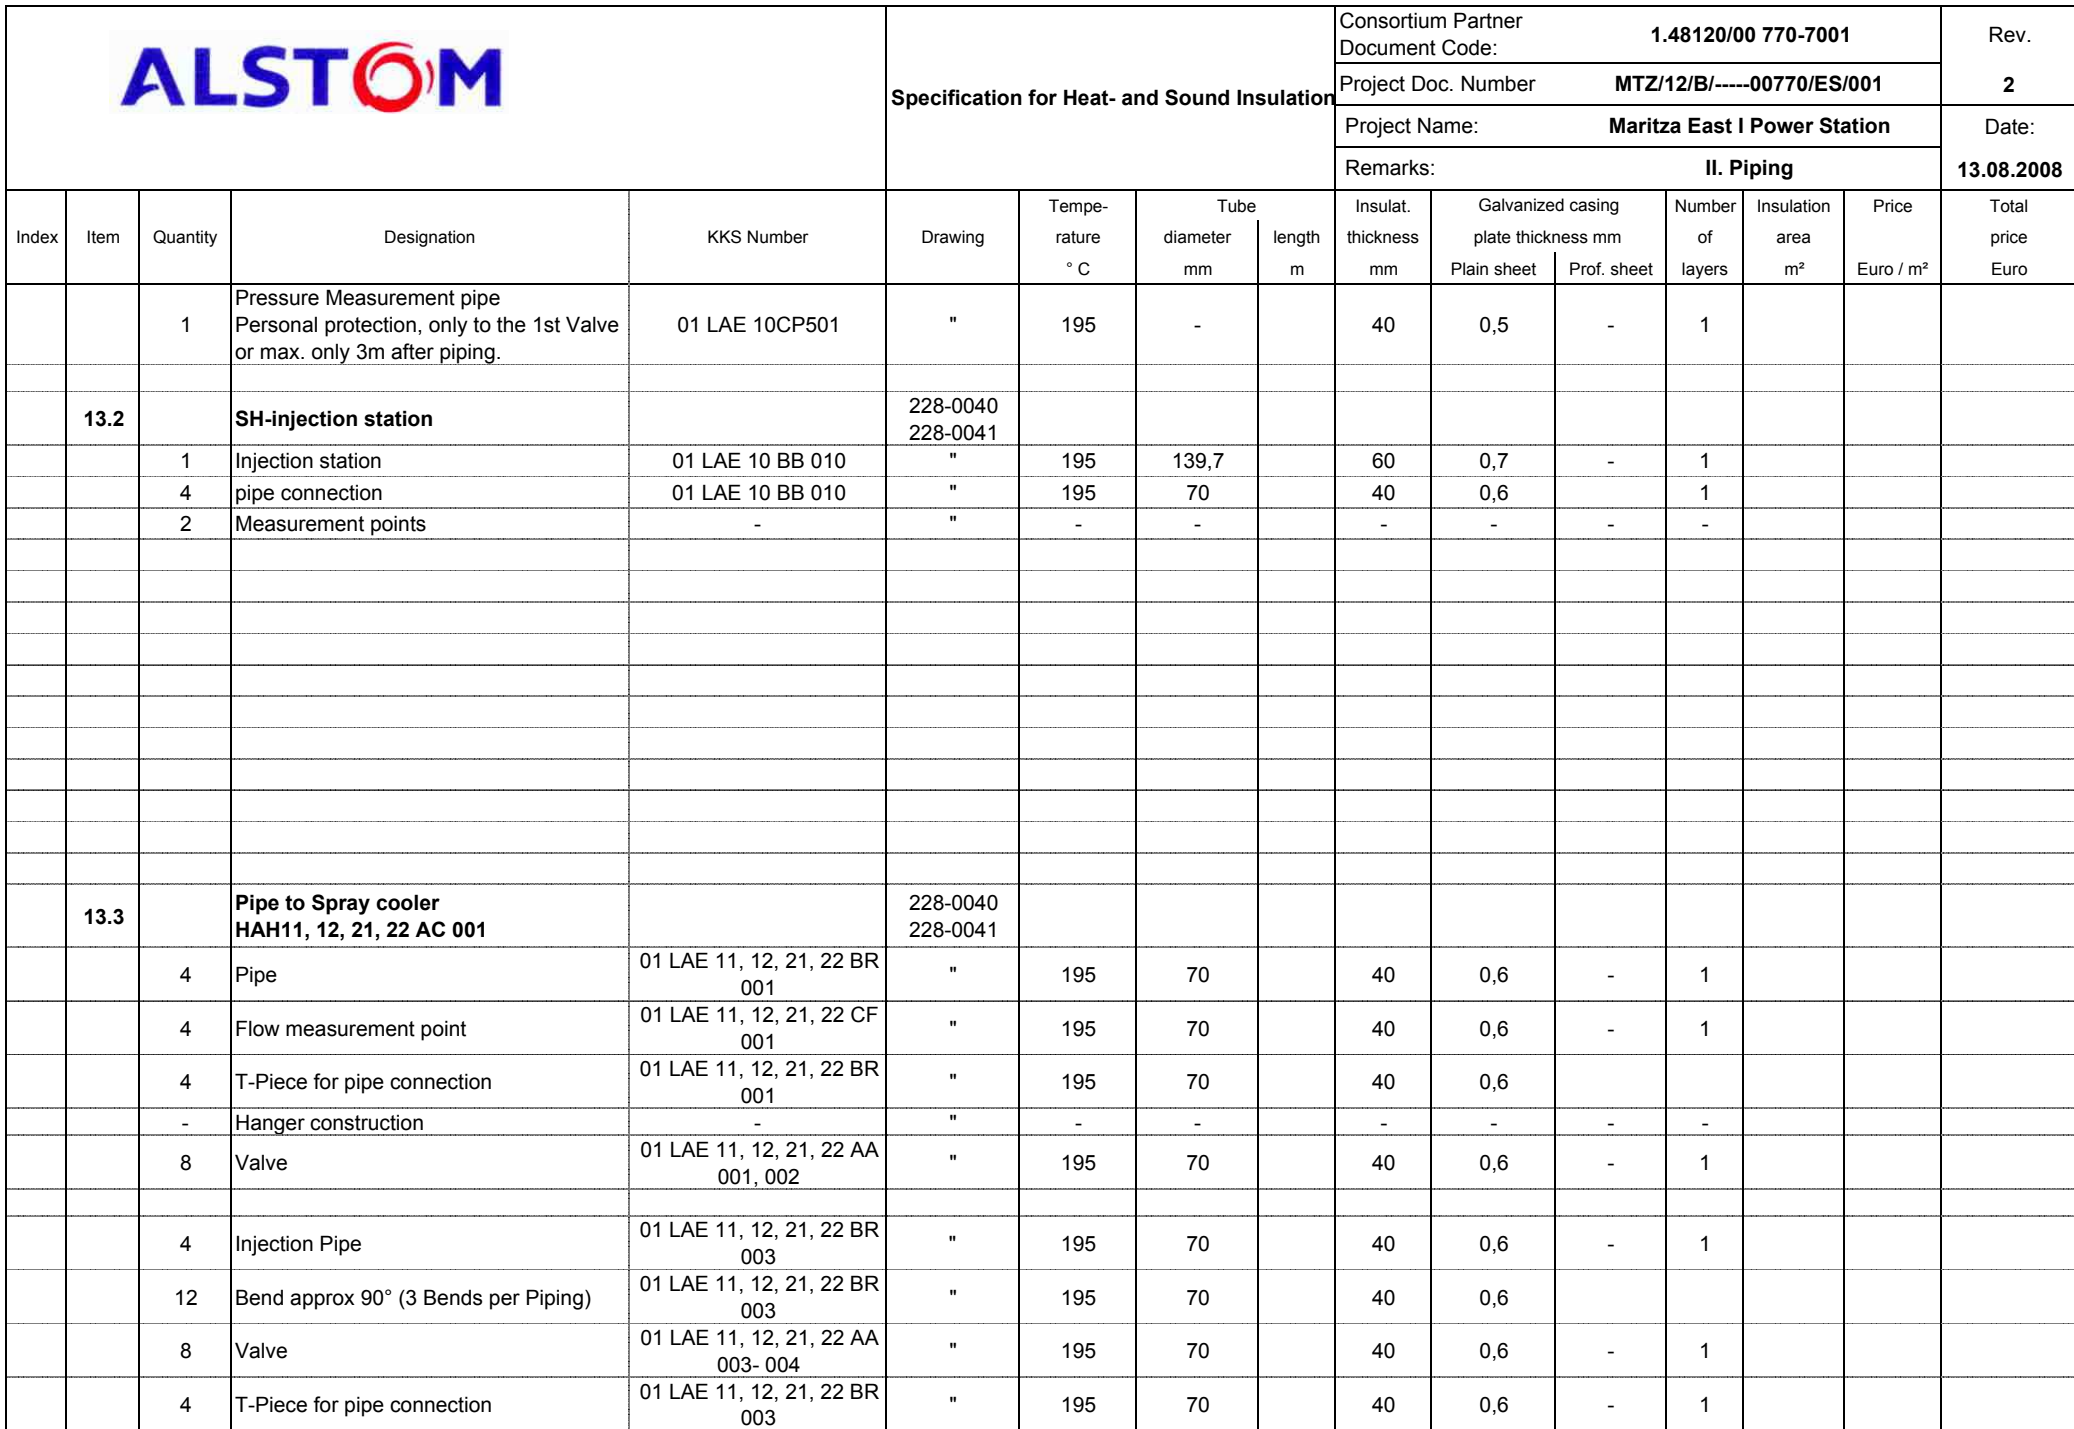 ALSTOM
Specification for Heat- and Sound Insulation
Consortium Partner
Document Code:
1.48120/00 770-7001
Rev.
Project Doc. Number
MTZ/12/B/-----00770/ES/001
2
Project Name:
Maritza East I Power Station
Date:
Remarks:
II. Piping
13.08.2008
Index Item Quantity Designation KKS Number Drawing Tempe-
rature
° C
Tube
diameter
mm
length
m
Insulat.
thickness
mm
Galvanized casing
plate thickness mm
Plain sheet Prof. sheet
Number
of
layers
Insulation
area
m²
Price
Euro / m²
Total
price
Euro
Pressure Measurement pipe
1 Personal protection, only to the 1st Valve 01 LAE 10CP501 " 195 - 40 0,5 - 1
or max. only 3m after piping.
13.2 SH-injection station 228-0040
228-0041
1 Injection station 01 LAE 10 BB 010 " 195 139,7 60 0,7 - 1
4 pipe connection 01 LAE 10 BB 010 " 195 70 40 0,6 1
2 Measurement points - " - - - - - -
13.3 Pipe to Spray cooler
HAH11, 12, 21, 22 AC 001
228-0040
228-0041
4 Pipe 01 LAE 11, 12, 21, 22 BR
001
" 195 70 40 0,6 - 1
4 Flow measurement point 01 LAE 11, 12, 21, 22 CF
001
" 195 70 40 0,6 - 1
4 T-Piece for pipe connection 01 LAE 11, 12, 21, 22 BR
001
" 195 70 40 0,6
- Hanger construction - " - - - - - -
8 Valve 01 LAE 11, 12, 21, 22 AA
001, 002
" 195 70 40 0,6 - 1
4 Injection Pipe 01 LAE 11, 12, 21, 22 BR
003
" 195 70 40 0,6 - 1
12 Bend approx 90° (3 Bends per Piping) 01 LAE 11, 12, 21, 22 BR
003
" 195 70 40 0,6
8 Valve 01 LAE 11, 12, 21, 22 AA
003- 004
" 195 70 40 0,6 - 1
4 T-Piece for pipe connection 01 LAE 11, 12, 21, 22 BR
003
" 195 70 40 0,6 - 1